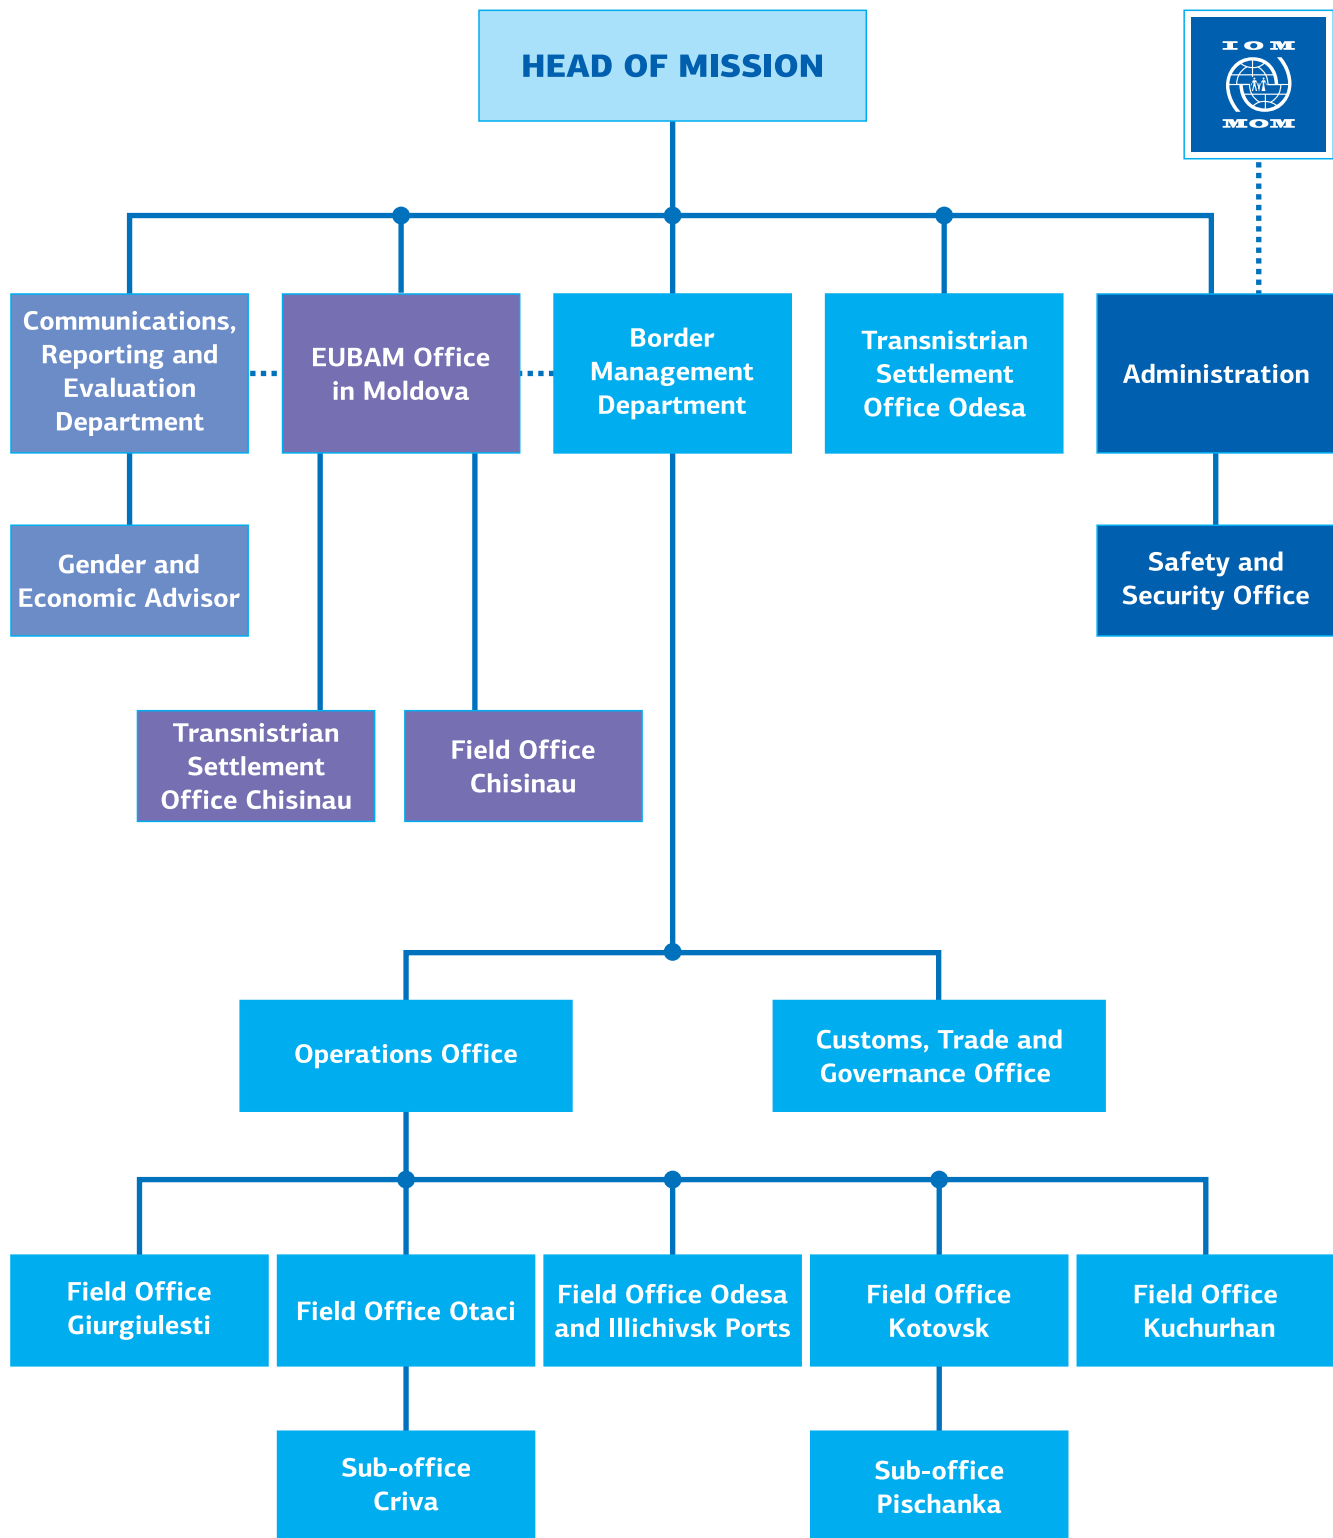 HEAD OF MISSION
IOM
MOM
Communications,
Reporting and
Evaluation
Department
EUBAM Office
in Moldova
Border
Management
Department
Transnistrian
Settlement
Office Odesa
Administration
Gender and
Economic Advisor
Safety and
Security Office
Transnistrian
Settlement
Office Chisinau
Field Office
Chisinau
Operations Office
Customs, Trade and
Governance Office
Field Office
Giurgiulesti
Field Office Otaci
Field Office Odesa
and Illichivsk Ports
Field Office
Kotovsk
Field Office
Kuchurhan
Sub-office
Criva
Sub-office
Pischanka